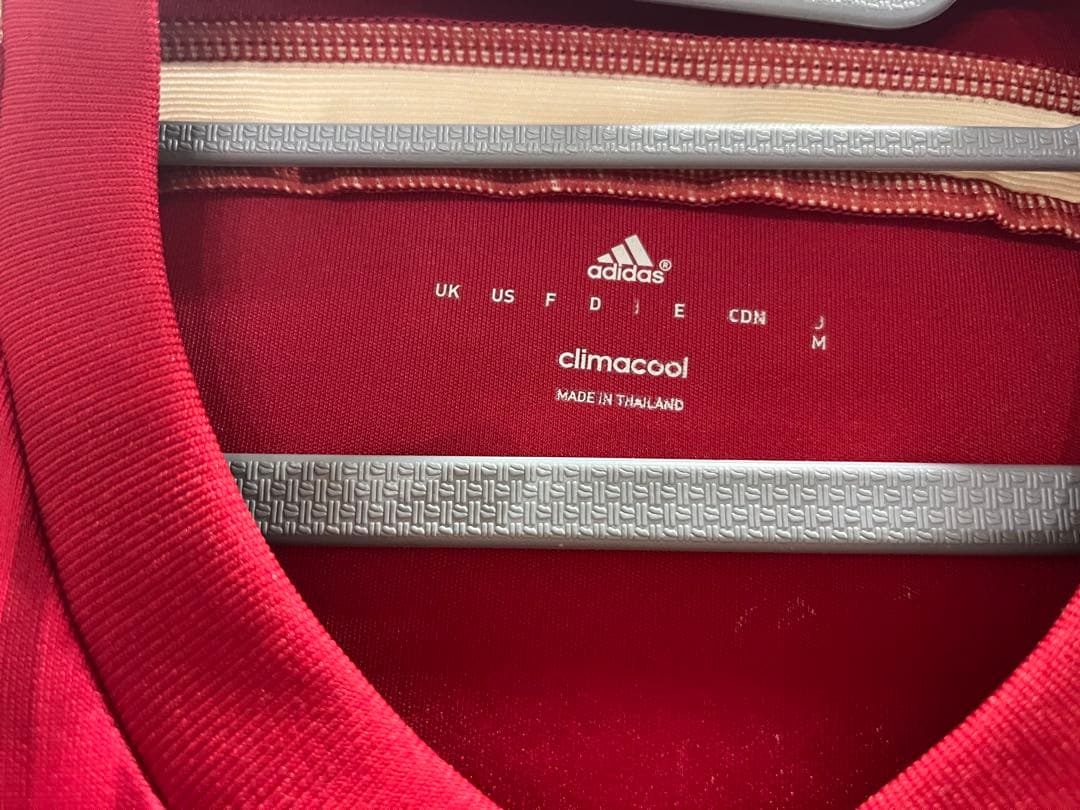 adidas®
UK US F D I E CDN J
M
climacool
MADE IN THAILAND